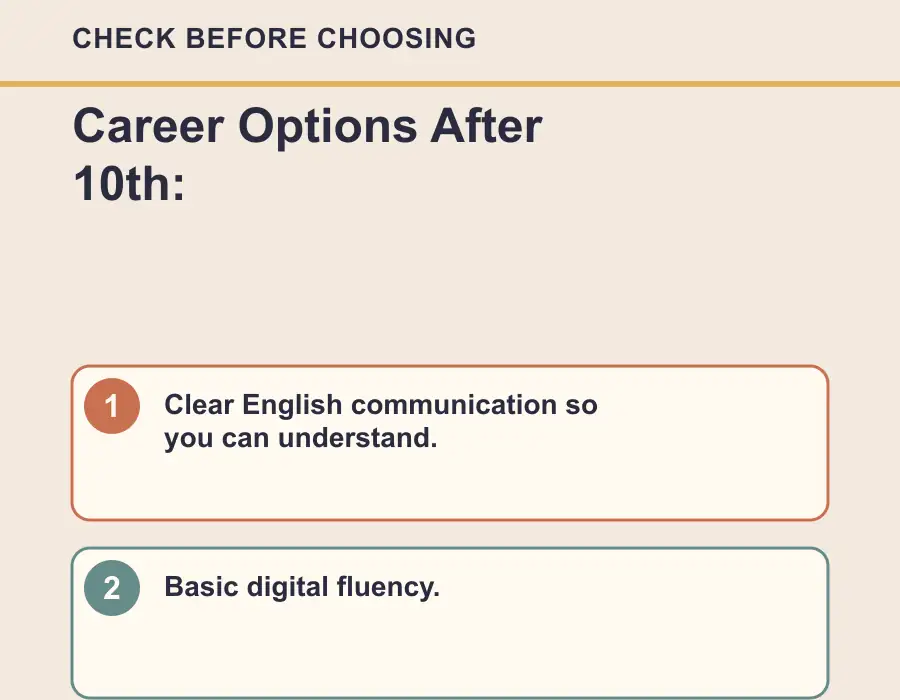 CHECK BEFORE CHOOSING
Career Options After
10th:
1
Clear English communication so
you can understand.
2
Basic digital fluency.